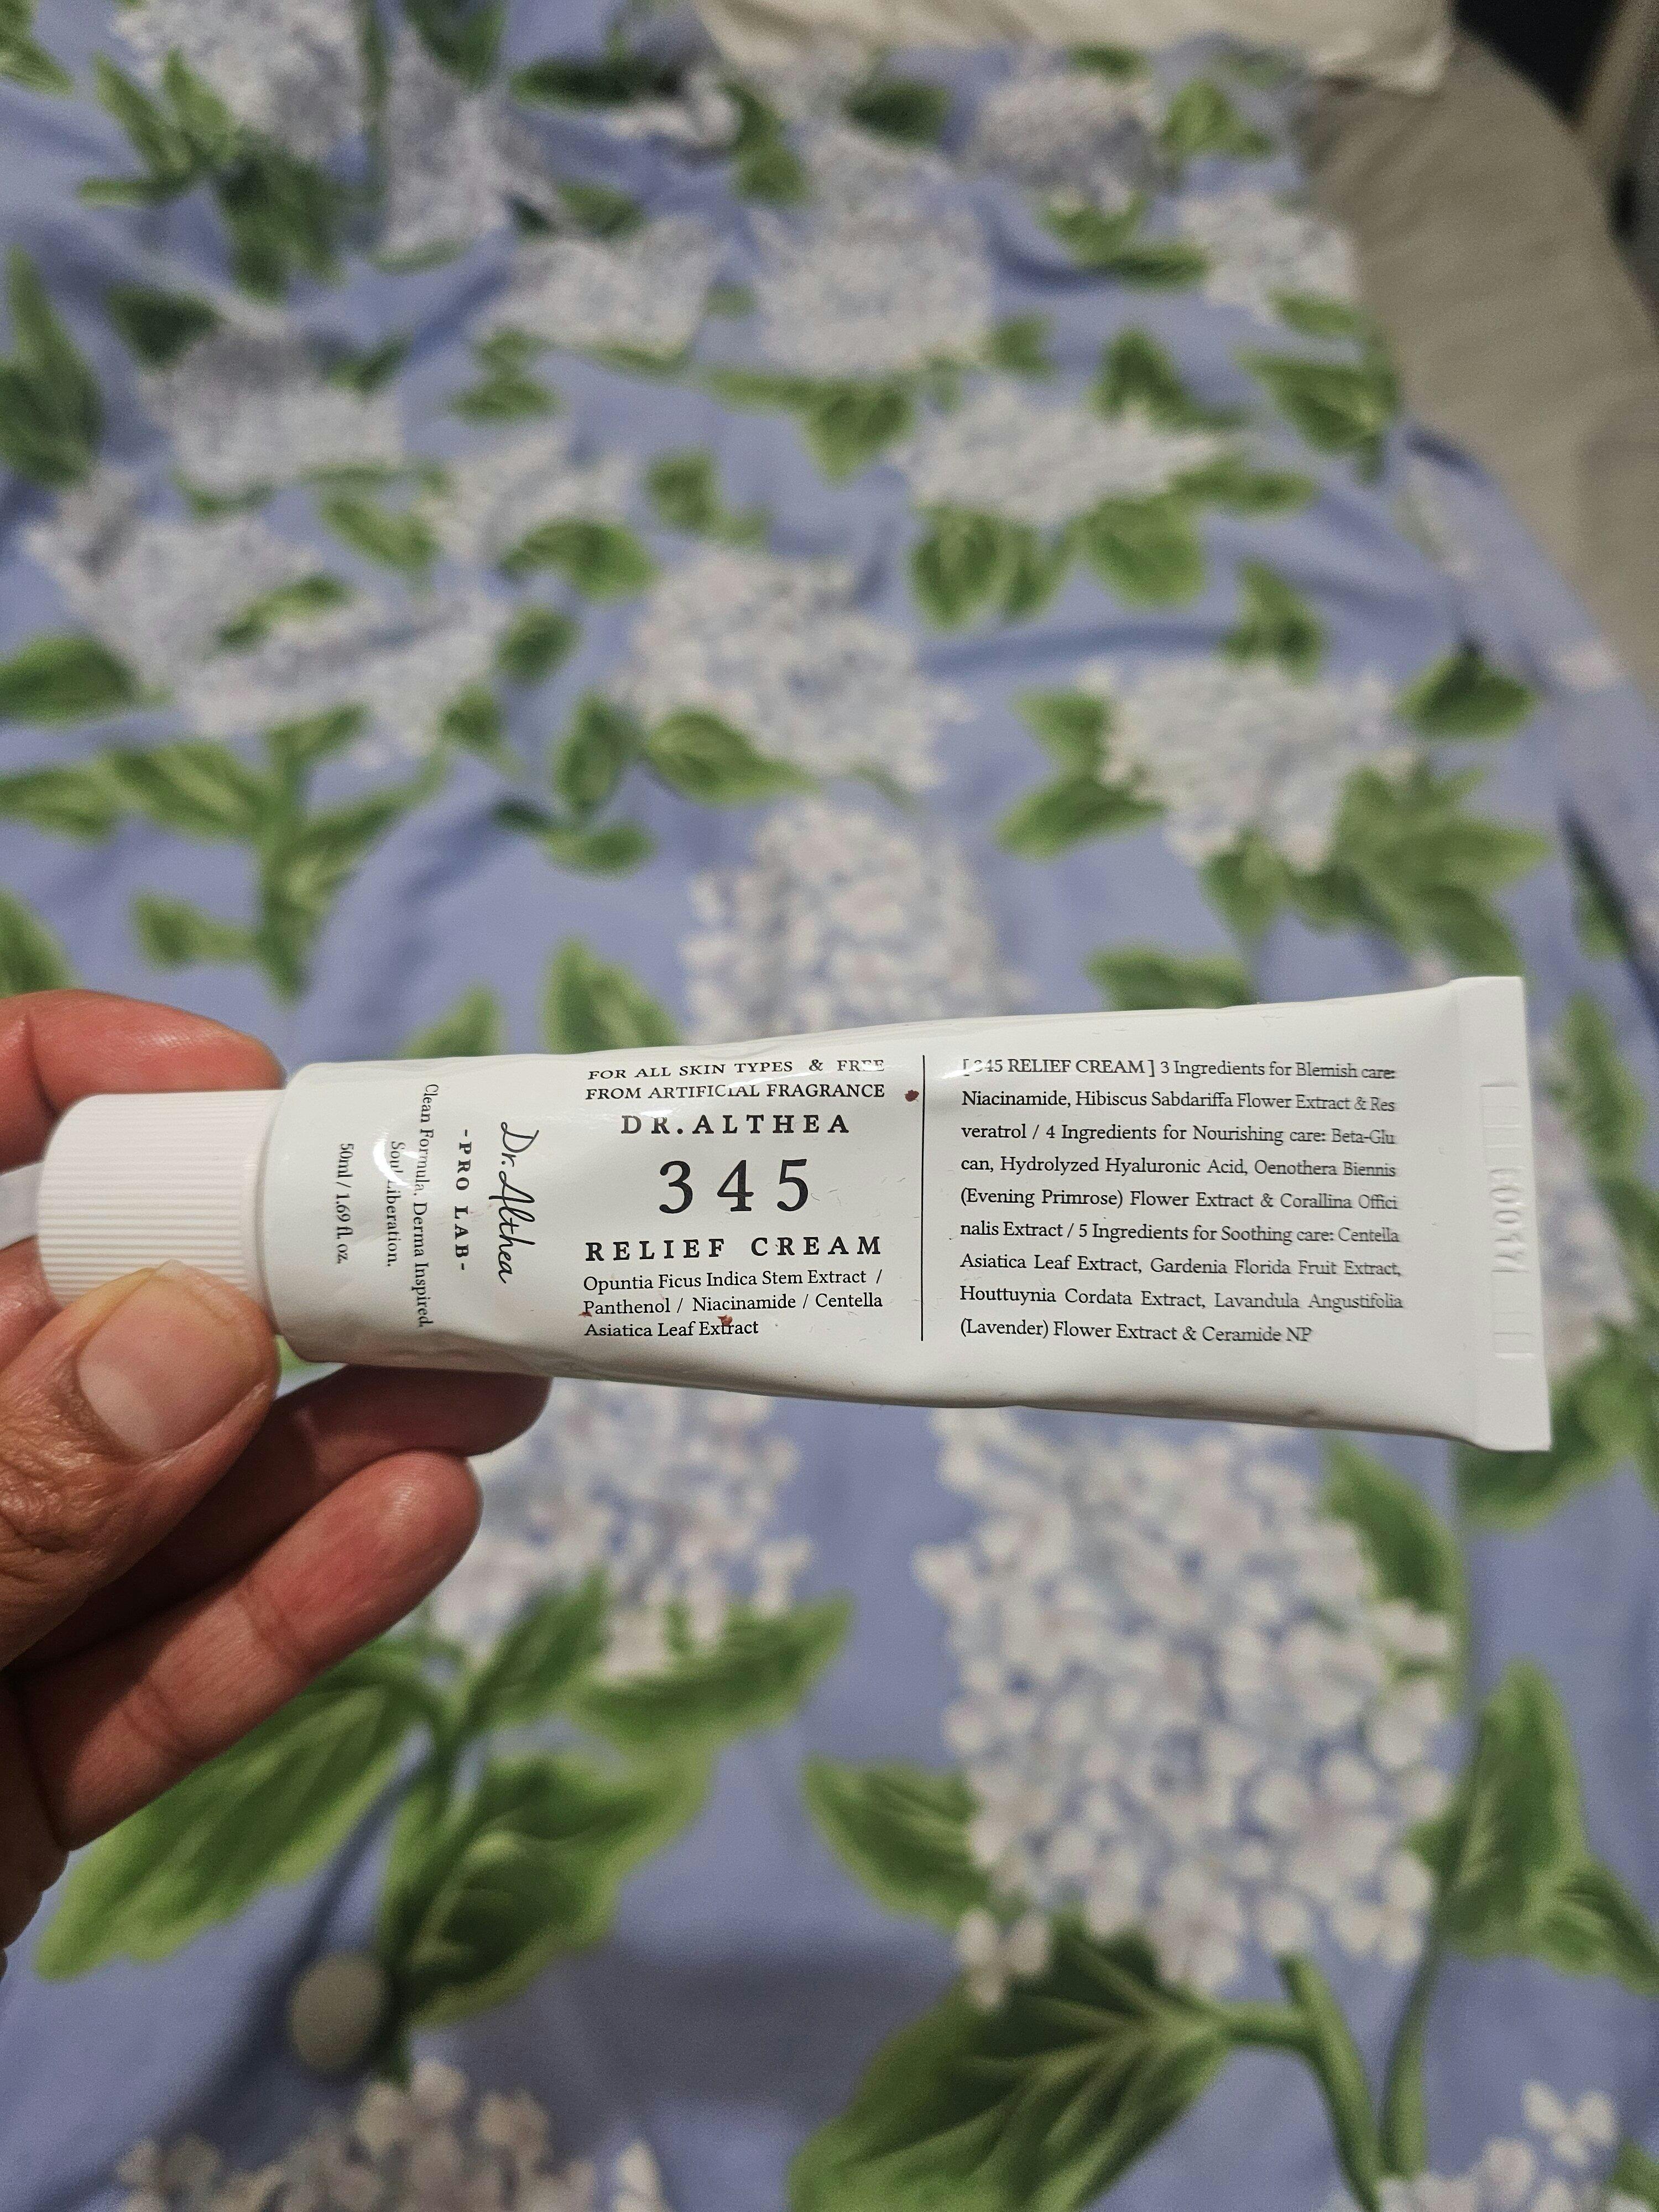 50ml / 1.69 fl. oz.
Clean Formula, Derma Inspired,
Soul Liberation.
-PRO LAB-
Dr.Althea
FOR ALL SKIN TYPES & FREE
FROM ARTIFICIAL FRAGRANCE
DR.ALTHEA
345
RELIEF CREAM
Opuntia Ficus Indica Stem Extract /
Panthenol / Niacinamide / Centella
Asiatica Leaf Extract
[ 345 RELIEF CREAM ] 3 Ingredients for Blemish care:
Niacinamide, Hibiscus Sabdariffa Flower Extract & Res
veratrol / 4 Ingredients for Nourishing care: Beta-Glu
can, Hydrolyzed Hyaluronic Acid, Oenothera Biennis
(Evening Primrose) Flower Extract & Corallina Offici
nalis Extract / 5 Ingredients for Soothing care: Centella
Asiatica Leaf Extract, Gardenia Florida Fruit Extract,
Houttuynia Cordata Extract, Lavandula Angustifolia
(Lavender) Flower Extract & Ceramide NP